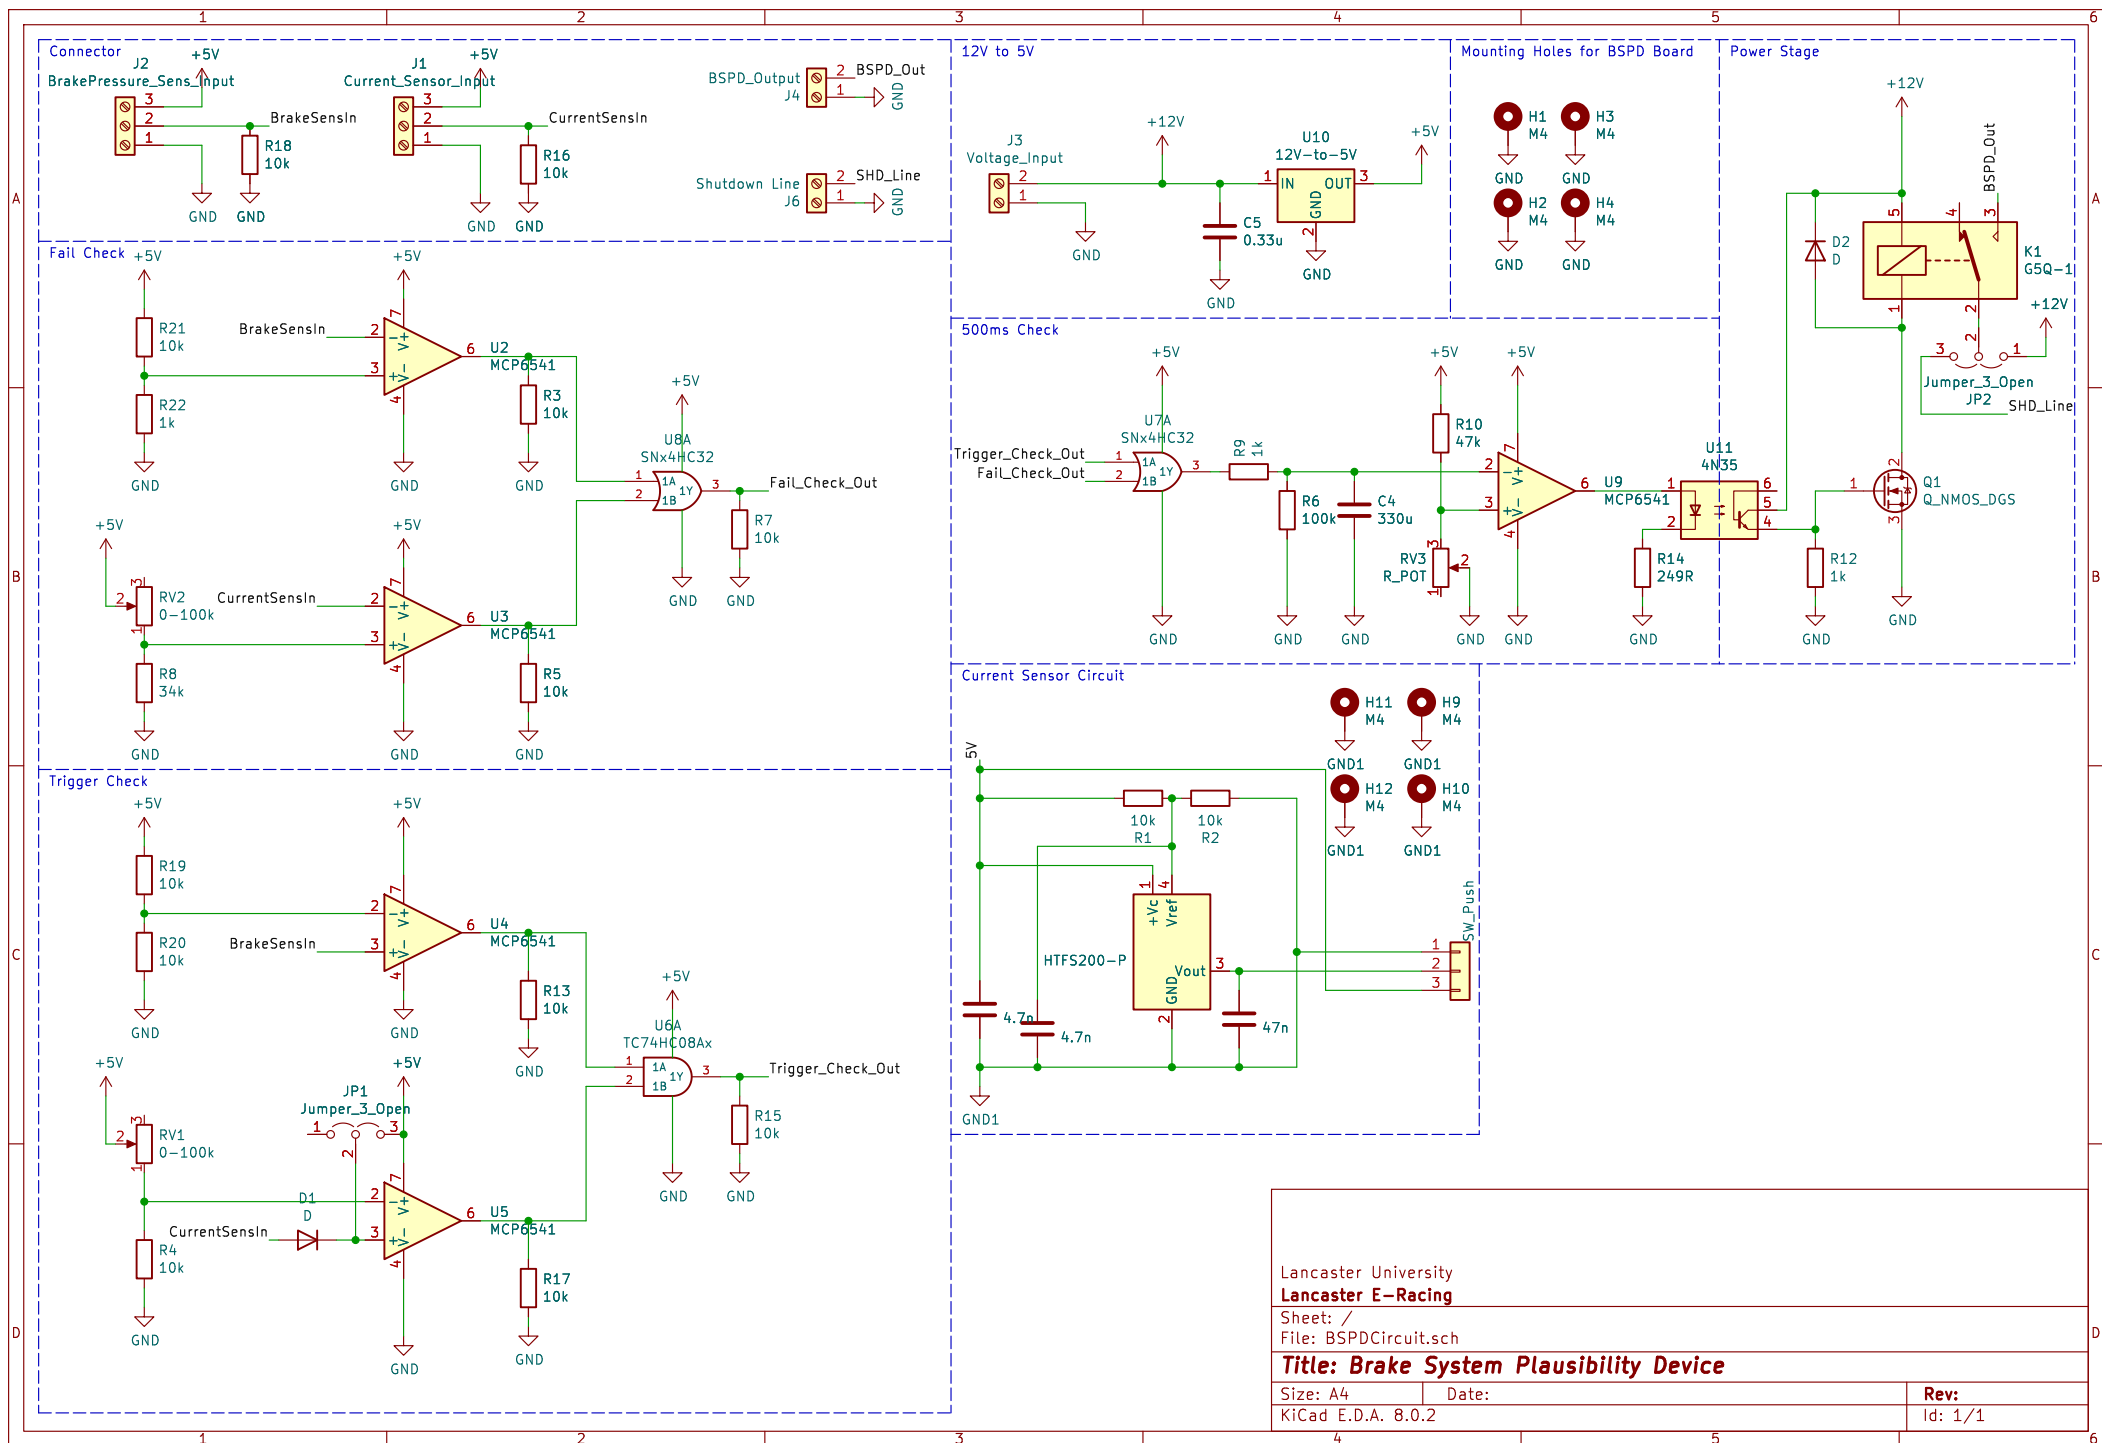 1 2 3 4 5 6
A
B
C
D
Connector
J2
BrakePressure_Sens_Input
+5V
3
2
1
BrakeSensIn
R18
10k
GND
GND
J1
Current_Sensor_Input
+5V
3
2
1
CurrentSensIn
R16
10k
GND
GND
BSPD_Output
J4
2
1
BSPD_Out
GND
Shutdown Line
J6
2
1
SHD_Line
GND
12V to 5V
J3
Voltage_Input
2
1
GND
+12V
C5
0.33u
GND
U10
12V-to-5V
1
IN
OUT
3
GND
2
GND
+5V
Mounting Holes for BSPD Board
H1
M4
GND
H3
M4
GND
H2
M4
GND
H4
M4
GND
Power Stage
+12V
BSPD_Out
5
4
3
D2
D
K1
G5Q-1
1
2
+12V
3
2
1
Jumper_3_Open
JP2
SHD_Line
Q1
Q_NMOS_DGS
1
2
3
R12
1k
GND
GND
Fail Check
+5V
R21
10k
R22
1k
GND
BrakeSensIn
+5V
2
3
7
V+
V-
4
6
U2
MCP6541
GND
R3
10k
GND
+5V
RV2
0-100k
3
2
1
R8
34k
GND
CurrentSensIn
+5V
2
3
7
V+
V-
4
6
U3
MCP6541
GND
R5
10k
GND
+5V
U8A
SNx4HC32
1
2
1A
1B
1Y
3
GND
Fail_Check_Out
R7
10k
GND
500ms Check
+5V
U7A
SNx4HC32
Trigger_Check_Out
Fail_Check_Out
1
2
1A
1B
1Y
3
GND
R9
1k
R6
100k
GND
C4
330u
GND
+5V
R10
47k
RV3
R_POT
3
2
1
GND
+5V
2
3
7
V+
V-
4
6
U9
MCP6541
GND
U11
4N35
1
2
6
5
4
R14
249R
GND
Trigger Check
+5V
R19
10k
R20
10k
GND
BrakeSensIn
+5V
2
3
7
V+
V-
4
6
U4
MCP6541
GND
R13
10k
GND
+5V
RV1
0-100k
3
2
1
R4
10k
GND
+5V
JP1
Jumper_3_Open
1
2
3
D1
D
CurrentSensIn
2
3
7
V+
V-
4
6
U5
MCP6541
GND
R17
10k
GND
+5V
U6A
TC74HC08Ax
1
2
1A
1B
1Y
3
GND
Trigger_Check_Out
R15
10k
GND
Current Sensor Circuit
H11
M4
GND1
H9
M4
GND1
H12
M4
GND1
H10
M4
GND1
5V
10k
R1
10k
R2
1
4
+Vc
Vref
HTFS200-P
Vout
3
GND
2
4.7n
4.7n
47n
GND1
SW_Push
1
2
3
Lancaster University
Lancaster E-Racing
Sheet: /
File: BSPDCircuit.sch
Title: Brake System Plausibility Device
Size: A4
Date:
Rev:
KiCad E.D.A. 8.0.2
Id: 1/1
A
B
C
D
1 2 3 4 5 6